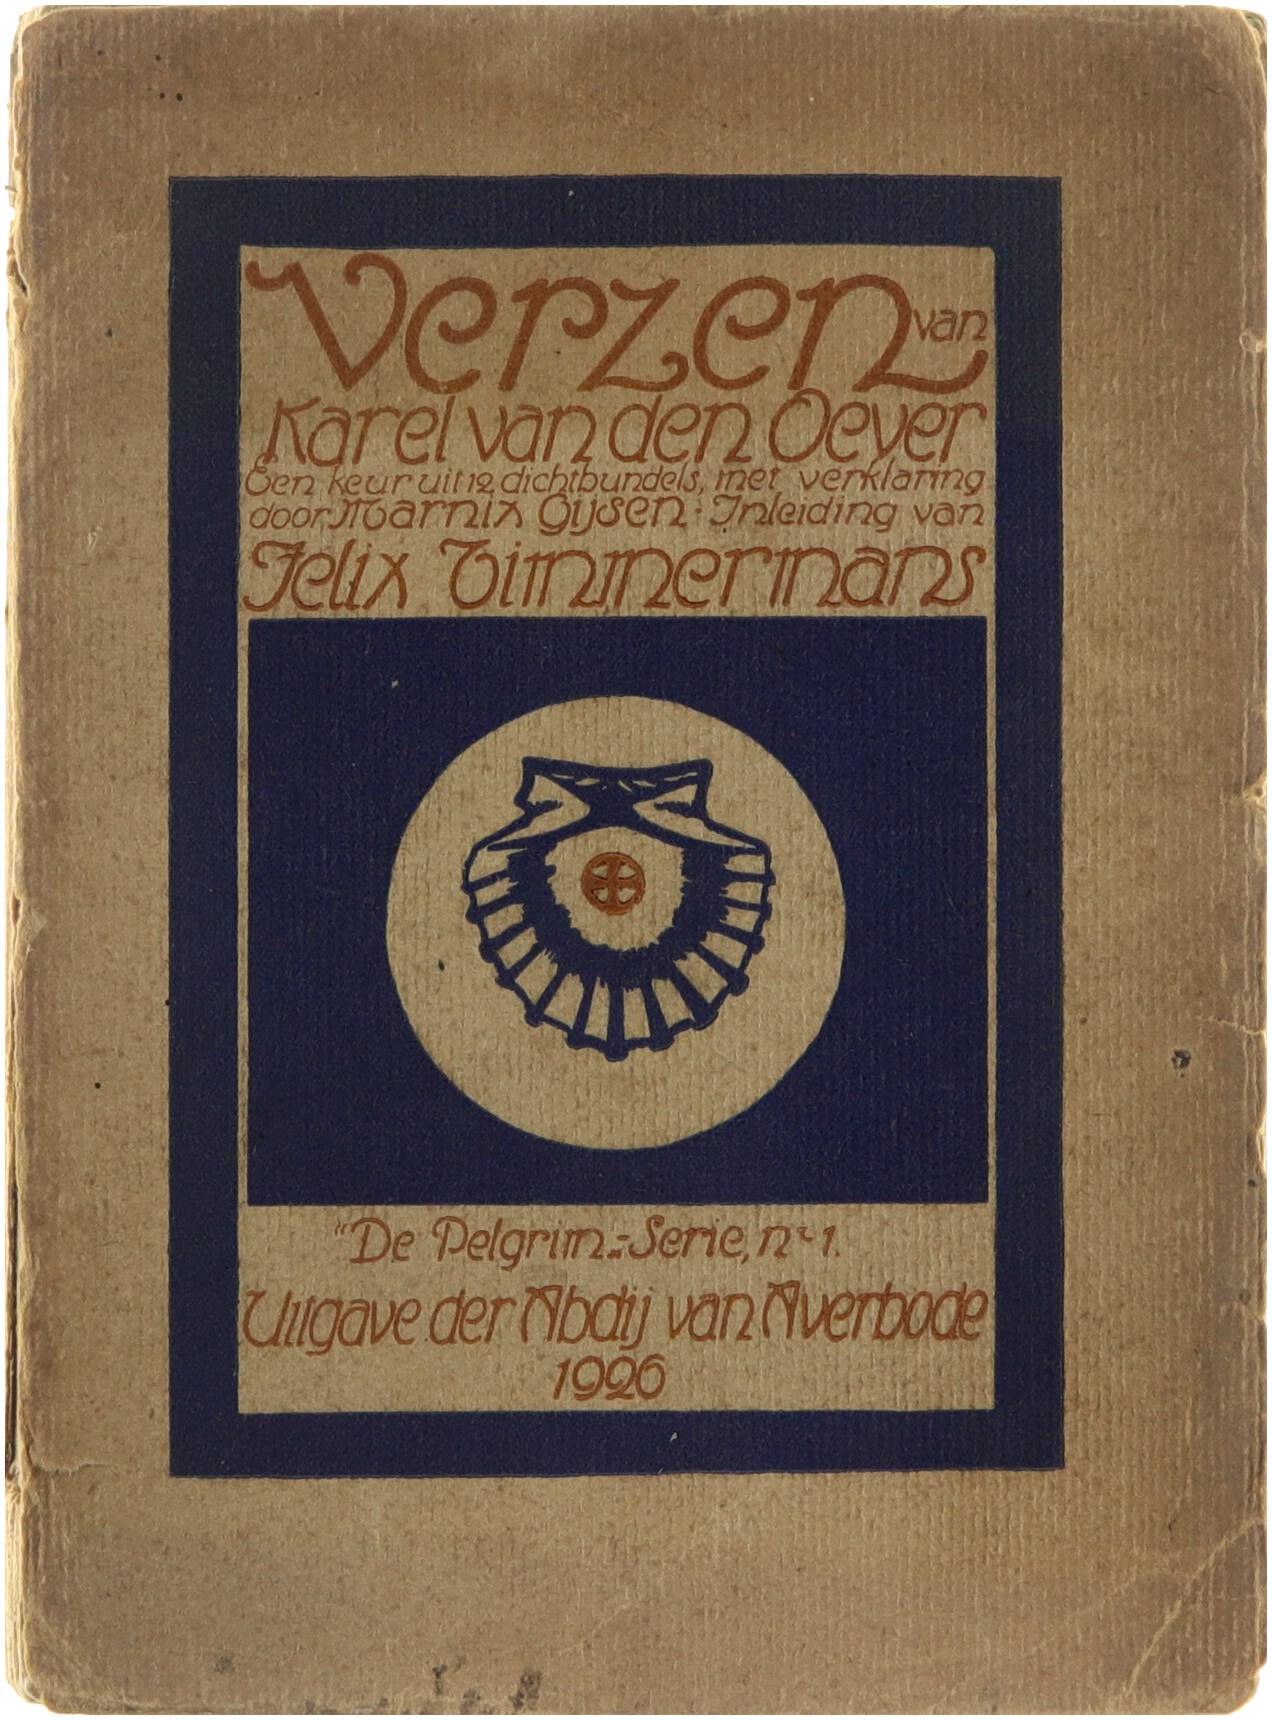 Verzen van
Karel van den Oever
Een keur uit 12 dichtbundels, met verklaring
door Marnix Gijsen: Inleiding van
Felix Timmermans
"De Pelgrim„-Serie, nr 1.
Uitgave der Abdij van Averbode
1926